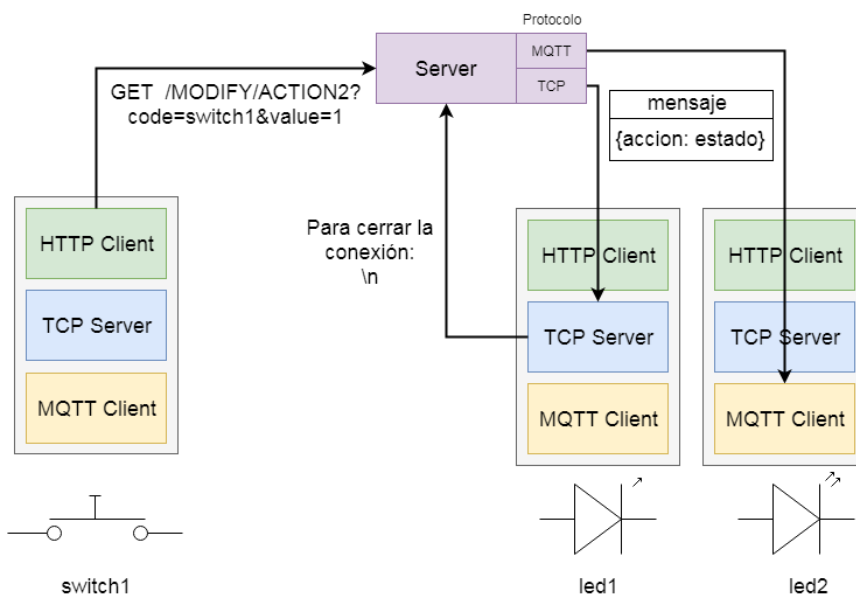 Protocolo
Server
MQTT
TCP
GET /MODIFY/ACTION2?
code=switch1&value=1
mensaje
{accion: estado}
Para cerrar la
conexión:
\n
HTTP Client
TCP Server
MQTT Client
HTTP Client
TCP Server
MQTT Client
HTTP Client
TCP Server
MQTT Client
switch1
led1
led2